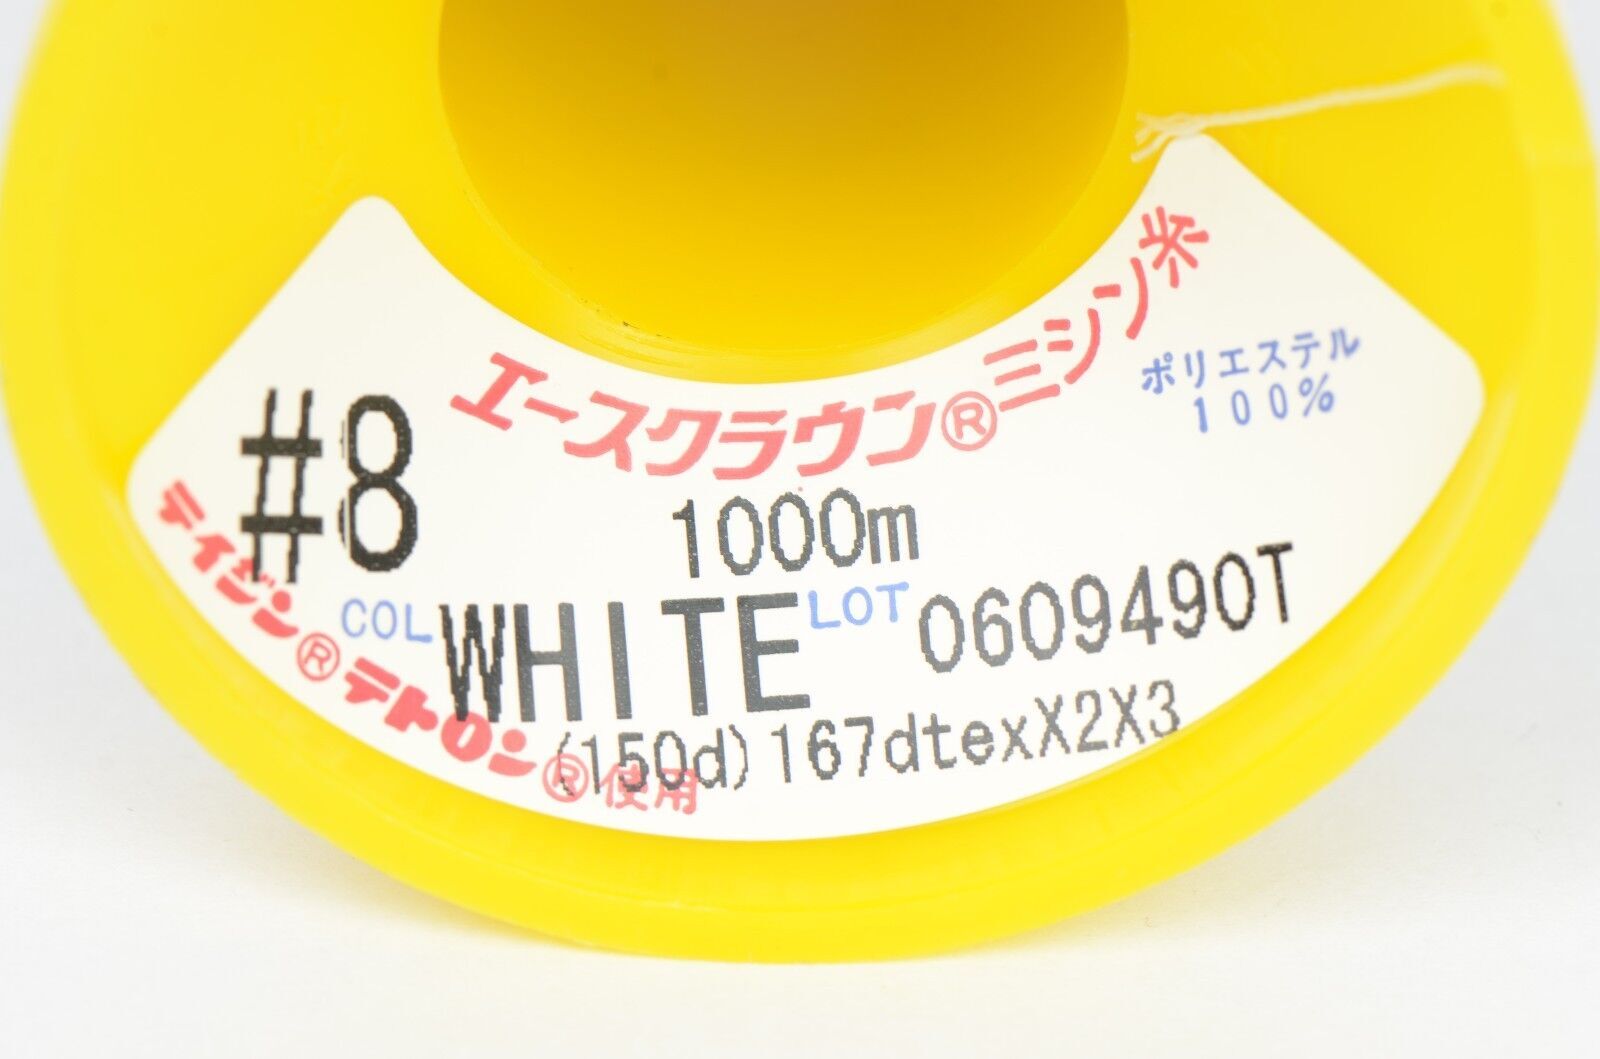 エースクラウン®ミシン糸
ポリエステル
100%
#8
1000m
COL WHITE LOT 0609490T
(150d)167dtexX2X3
テイジン®テトロン®使用